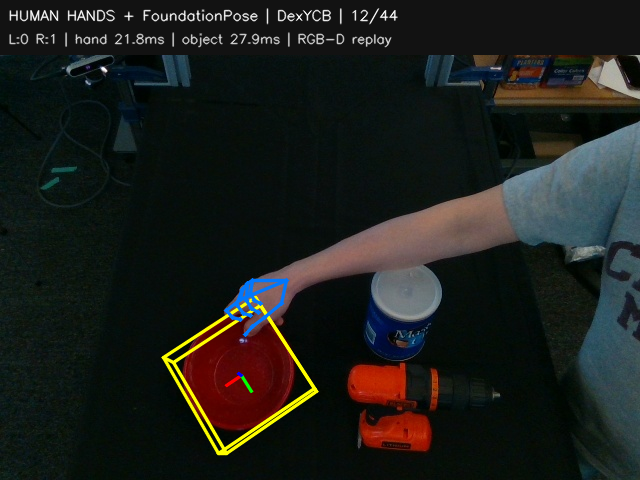 HUMAN HANDS + FoundationPose | DexYCB | 12/44
L:0 R:1 | hand 21.8ms | object 27.9ms | RGB-D replay